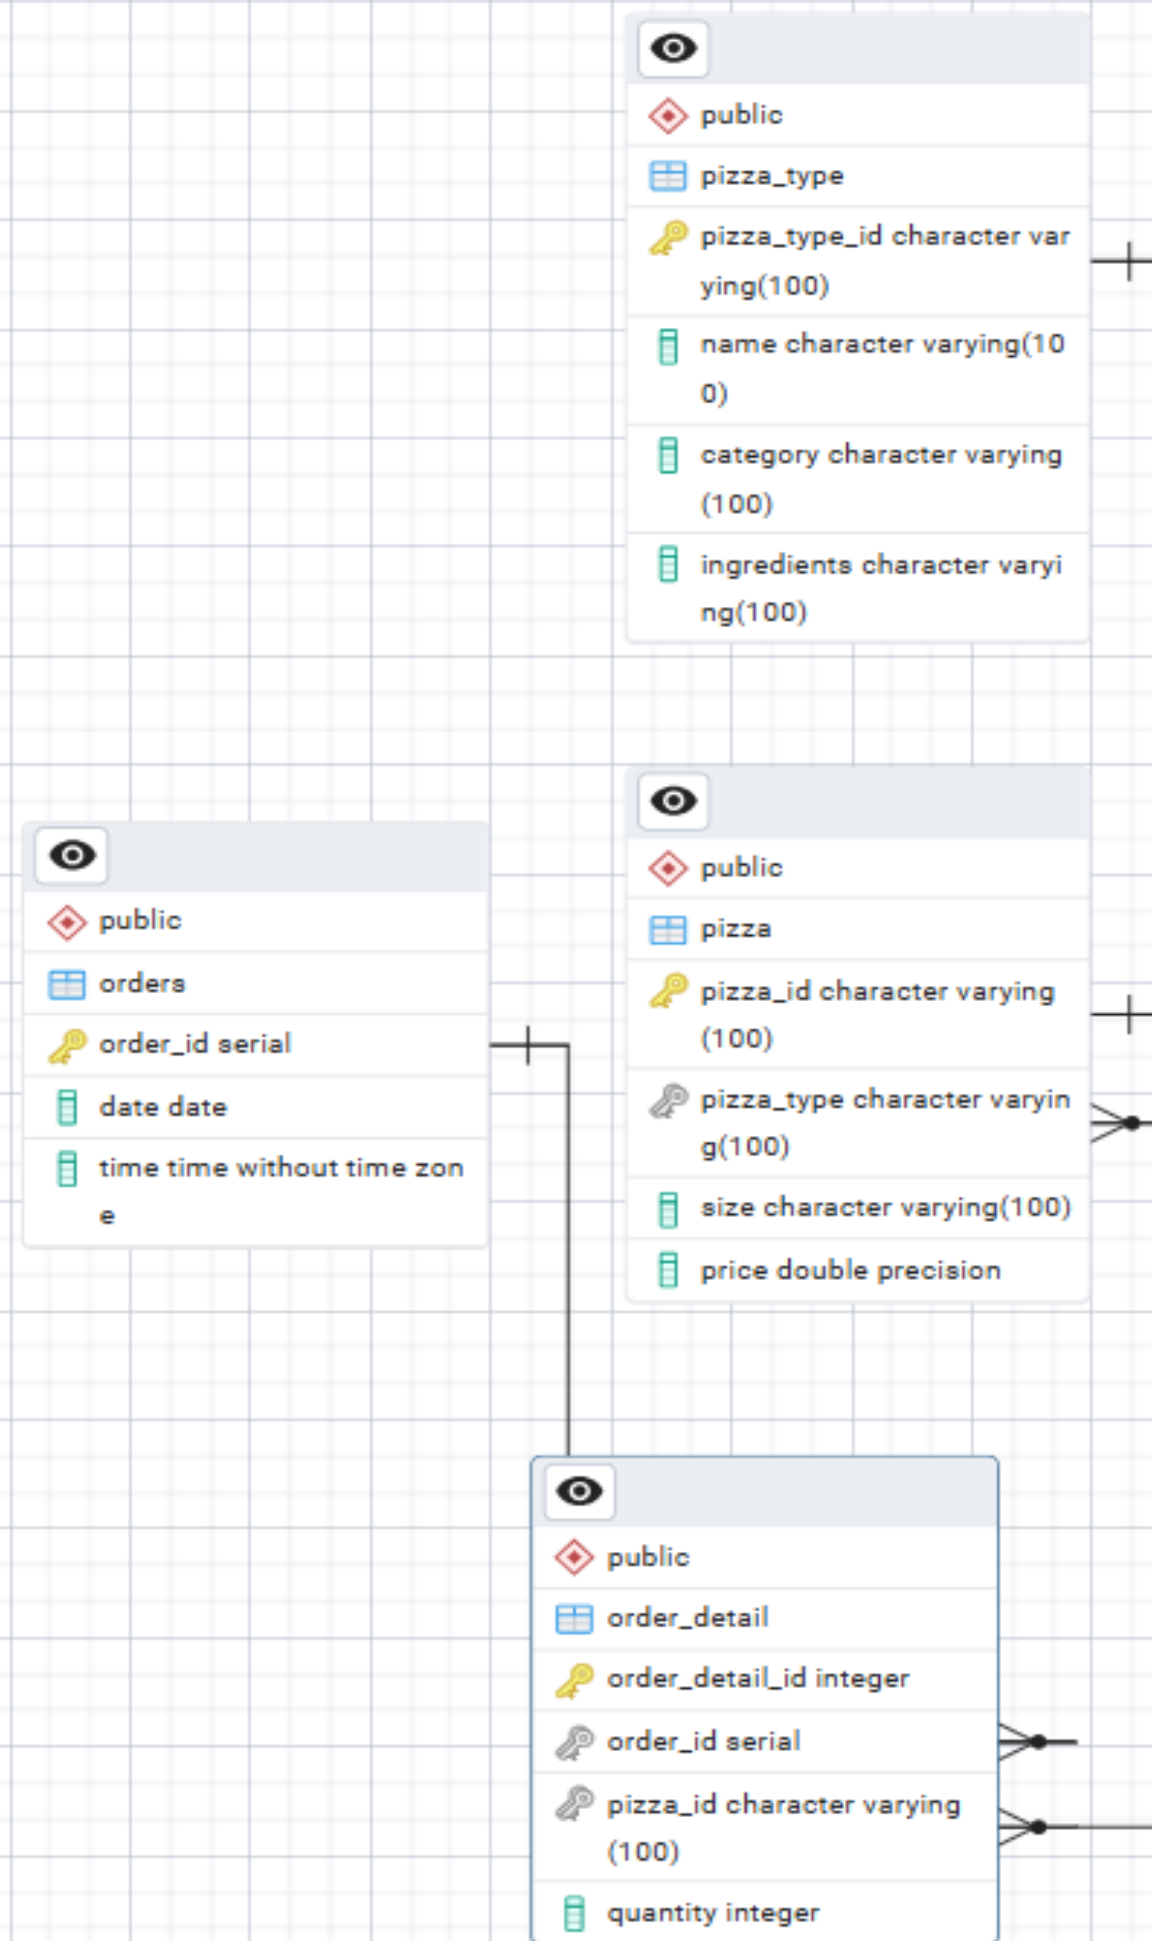 public
pizza_type
pizza_type_id character var
ying(100)
name character varying(10
0)
category character varying
(100)
ingredients character varyi
ng(100)
public
orders
order_id serial
date date
time time without time zon
e
public
pizza
pizza_id character varying
(100)
pizza_type character varyin
g(100)
size character varying(100)
price double precision
public
order_detail
order_detail_id integer
order_id serial
pizza_id character varying
(100)
quantity integer